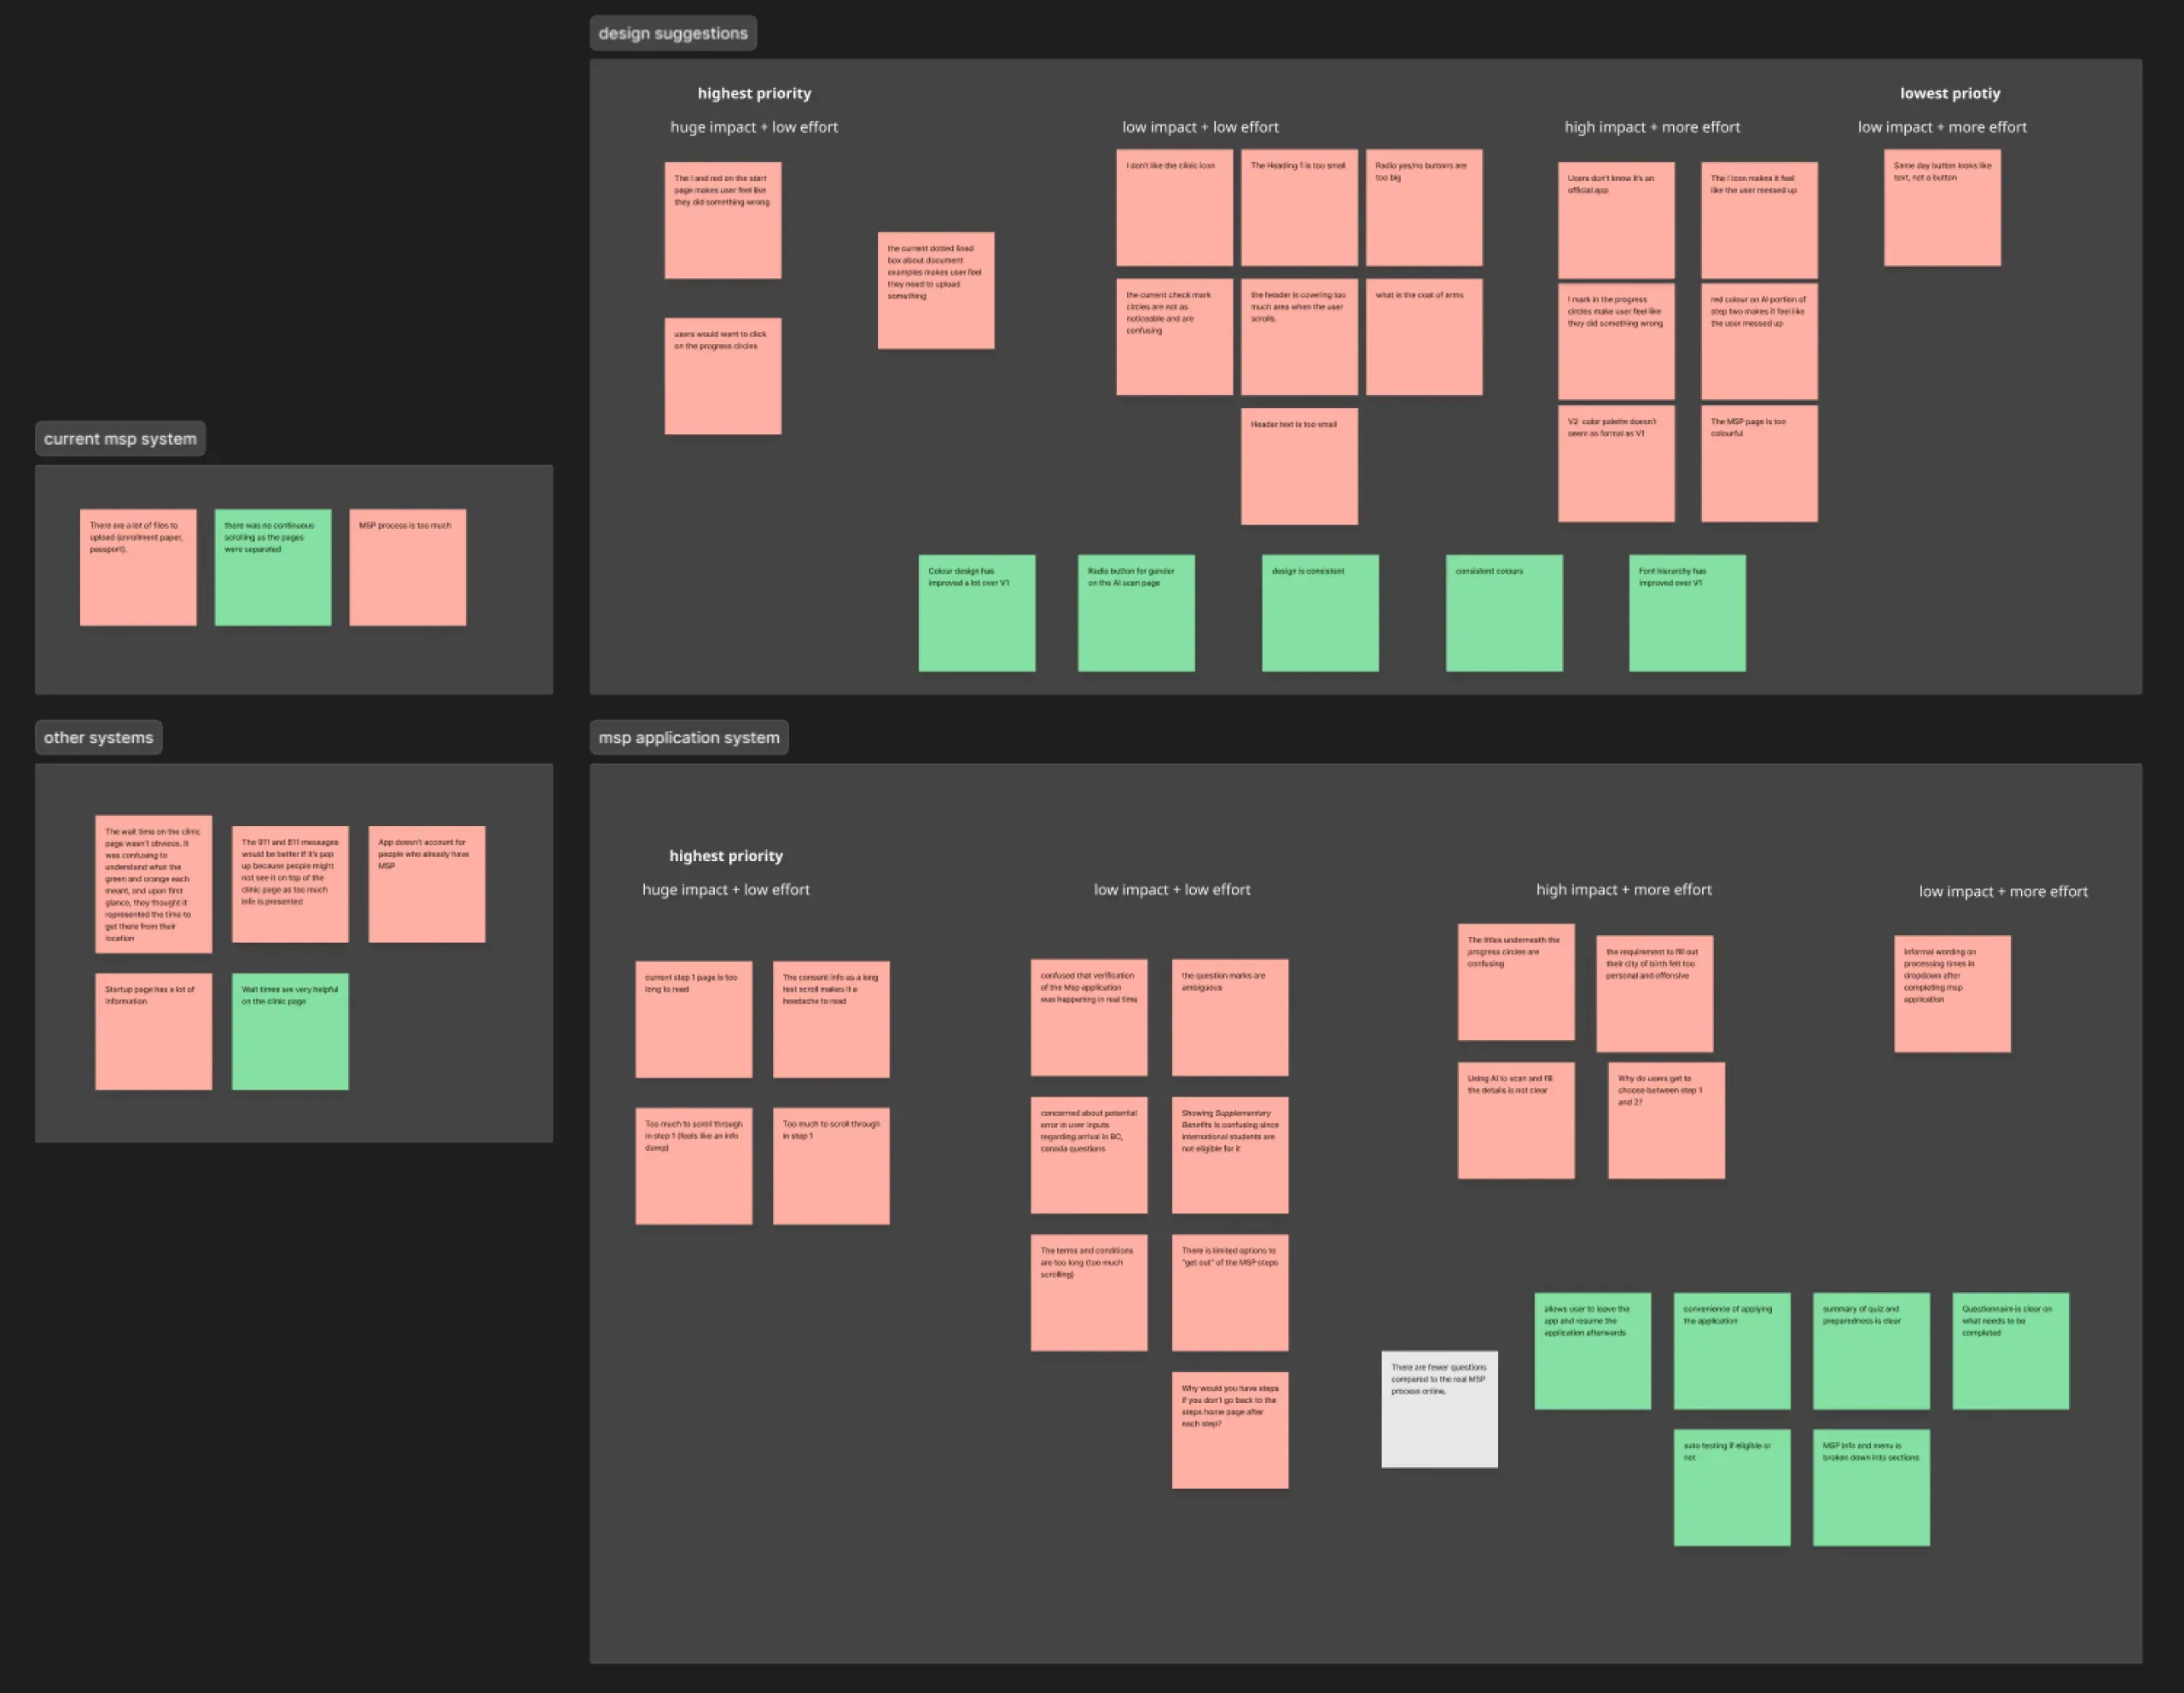 design suggestions
highest priority
huge impact + low effort
low impact + low effort
high impact + more effort
lowest priotiy
low impact + more effort
The ! and red on the start
page makes user feel like
they did something wrong
users would want to click
on the progress circles
the current dotted lined
box about document
examples makes user feel
they need to upload
something
I don't like the clinic icon
The Heading 1 is too small
Radio yes/no buttons are
too big
the current check mark
circles are not as
noticeable and are
confusing
the header is covering too
much area when the user
scrolls.
what is the coat of arms
Header text is too small
Users don't know it's an
official app
The ! icon makes it feel
like the user messed up
! mark in the progress
circles make user feel like
they did something wrong
red colour on AI portion of
step two makes it feel like
the user messed up
V2 color palette doesn't
seem as formal as V1
The MSP page is too
colourful
Same day button looks like
text, not a button
Colour design has
improved a lot over V1
Radio button for gender
on the AI scan page
design is consistent
consistent colours
Font hierarchy has
improved over V1
current msp system
There are a lot of files to
upload (enrollment paper,
passport).
there was no continuous
scrolling as the pages
were separated
MSP process is too much
other systems
The wait time on the clinic
page wasn't obvious. It
was confusing to
understand what the
green and orange each
meant, and upon first
glance, they thought it
represented the time to
get there from their
location
The 911 and 811 messages
would be better if it's pop
up because people might
not see it on top of the
clinic page as too much
info is presented
App doesn't account for
people who already have
MSP
Startup page has a lot of
information
Wait times are very helpful
on the clinic page
msp application system
highest priority
huge impact + low effort
low impact + low effort
high impact + more effort
low impact + more effort
current step 1 page is too
long to read
The consent info as a long
text scroll makes it a
headache to read
Too much to scroll through
in step 1 (feels like an info
dump)
Too much to scroll through
in step 1
confused that verification
of the Msp application
was happening in real time
the question marks are
ambiguous
concerned about potential
error in user inputs
regarding arrival in BC,
canada questions
Showing Supplementary
Benefits is confusing since
international students are
not eligible for it
The terms and conditions
are too long (too much
scrolling)
There is limited options to
"get out" of the MSP steps
Why would you have steps
if you don't go back to the
steps home page after
each step?
The titles underneath the
progress circles are
confusing
the requirement to fill out
their city of birth felt too
personal and offensive
Using AI to scan and fill
the details is not clear
Why do users get to
choose between step 1
and 2?
informal wording on
processing times in
dropdown after
completing msp
application
There are fewer questions
compared to the real MSP
process online.
allows user to leave the
app and resume the
application afterwards
convenience of applying
the application
summary of quiz and
preparedness is clear
Questionnaire is clear on
what needs to be
completed
auto testing if eligible or
not
MSP info and menu is
broken down into sections